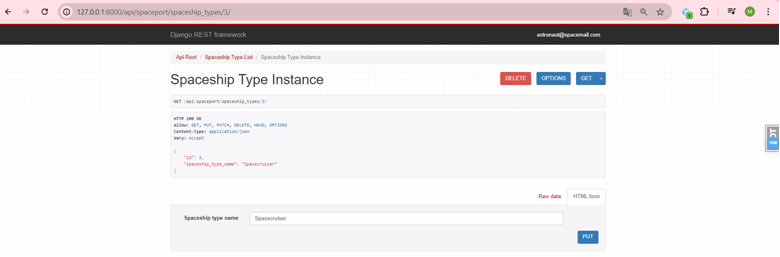 127.0.0.1:8000/api/spaceport/spaceship_types/3/
M
Django REST framework
astronaut@spacemail.com
Api Root / Spaceship Type List / Spaceship Type Instance
Spaceship Type Instance
DELETE OPTIONS GET
GET /api/spaceport/spaceship_types/3/
HTTP 200 OK
Allow: GET, PUT, PATCH, DELETE, HEAD, OPTIONS
Content-Type: application/json
Vary: Accept
{
"id": 3,
"spaceship_type_name": "Spacecruiser"
}
Raw data HTML form
Spaceship type name Spacecruiser
PUT